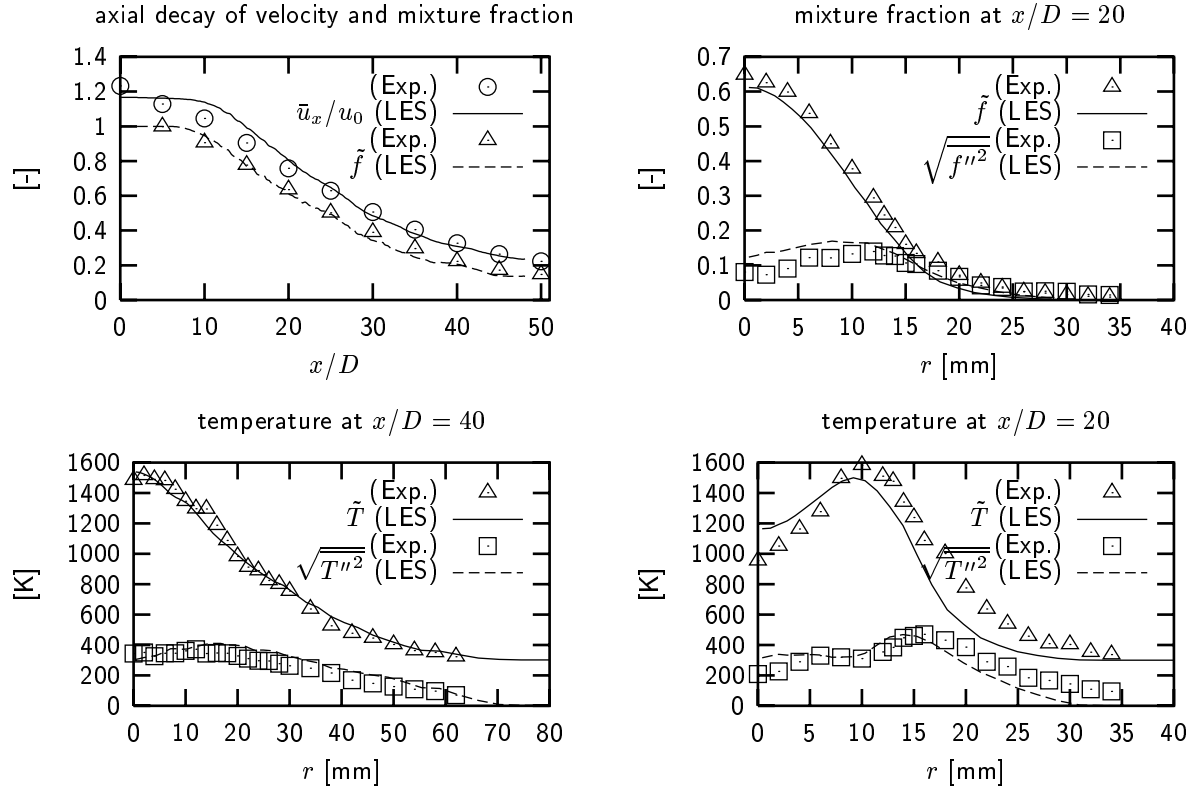 axial decay of velocity and mixture fraction
1.4
1.2
1
0.8
0.6
0.4
0.2
0
[-]
(Exp.)
ū_x/u_0 (LES)
(Exp.)
f̃ (LES)
0 10 20 30 40 50
x/D
mixture fraction at x/D = 20
0.7
0.6
0.5
0.4
0.3
0.2
0.1
0
[-]
(Exp.)
f̃ (LES)
(Exp.)
√f''² (LES)
0 5 10 15 20 25 30 35 40
r [mm]
temperature at x/D = 40
1600
1400
1200
1000
800
600
400
200
0
[K]
(Exp.)
T̃ (LES)
(Exp.)
√T''² (LES)
0 10 20 30 40 50 60 70 80
r [mm]
temperature at x/D = 20
1600
1400
1200
1000
800
600
400
200
0
[K]
(Exp.)
T̃ (LES)
(Exp.)
√T''² (LES)
0 5 10 15 20 25 30 35 40
r [mm]